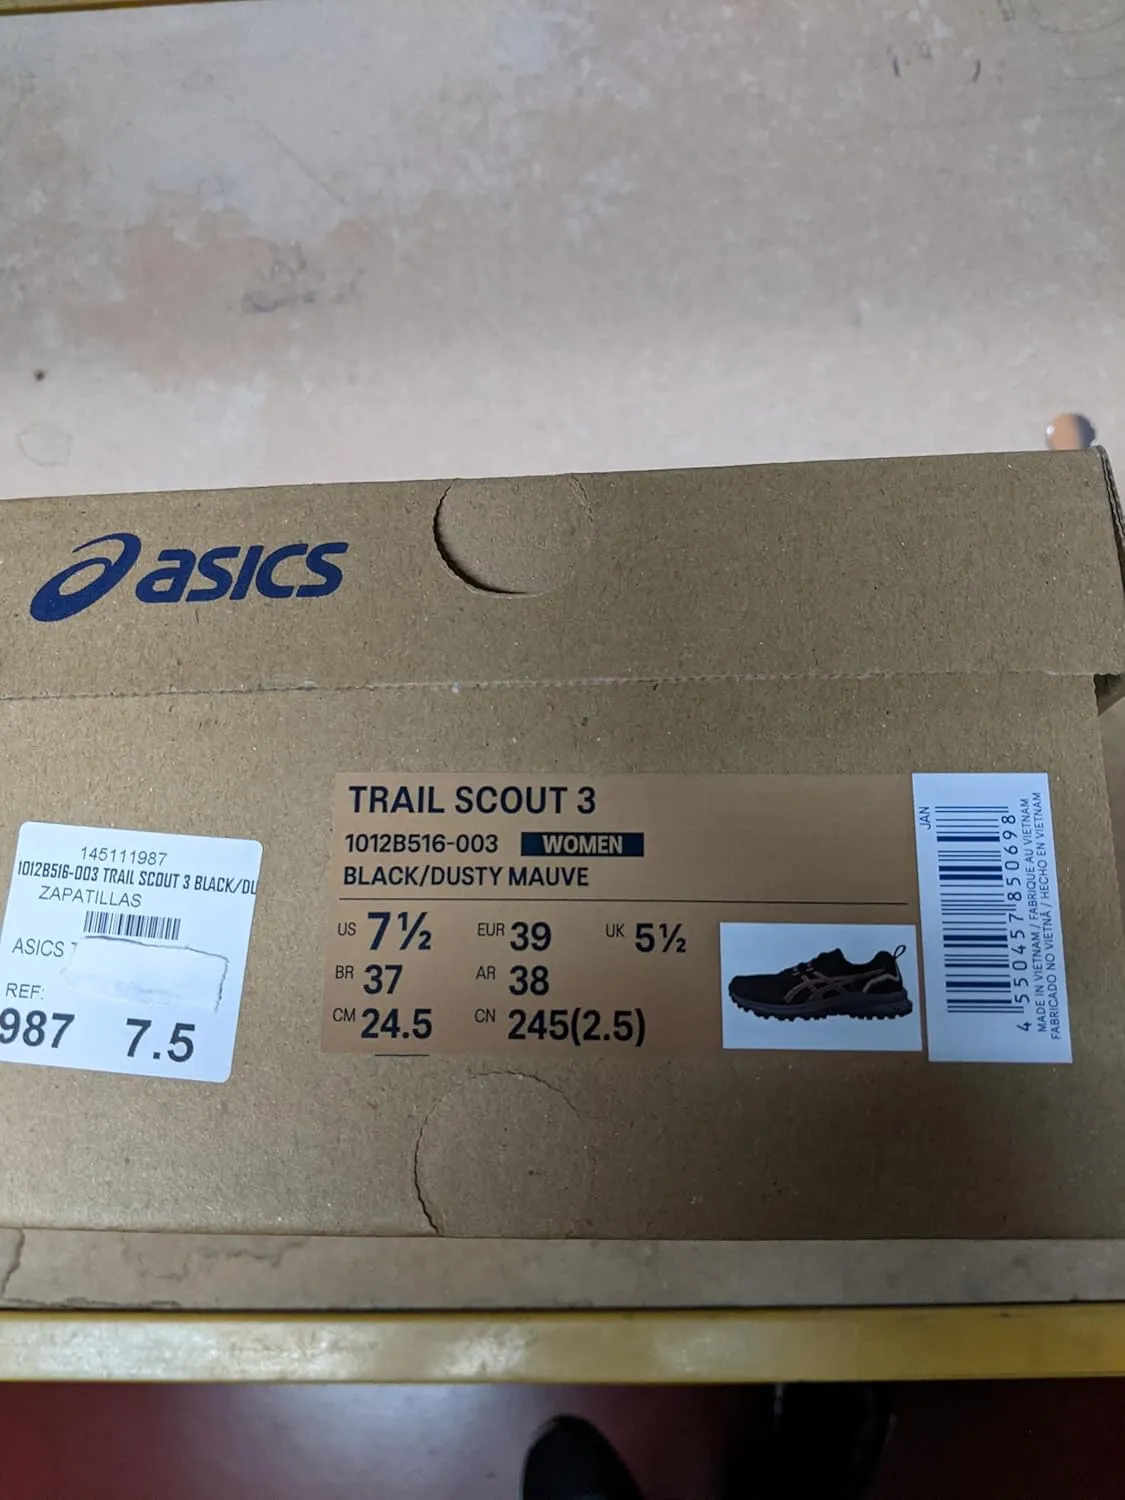 asics
TRAIL SCOUT 3
1012B516-003 WOMEN
BLACK/DUSTY MAUVE
US 7½ EUR 39 UK 5½
BR 37 AR 38
CM 24.5 CN 245(2.5)
JAN
4 550457 850698
MADE IN VIETNAM / FABRIQUE AU VIETNAM
FABRICADO NO VIETNÃ / HECHO EN VIETNAM
145111987
1012B516-003 TRAIL SCOUT 3 BLACK/DU
ZAPATILLAS
ASICS
REF:
987 7.5